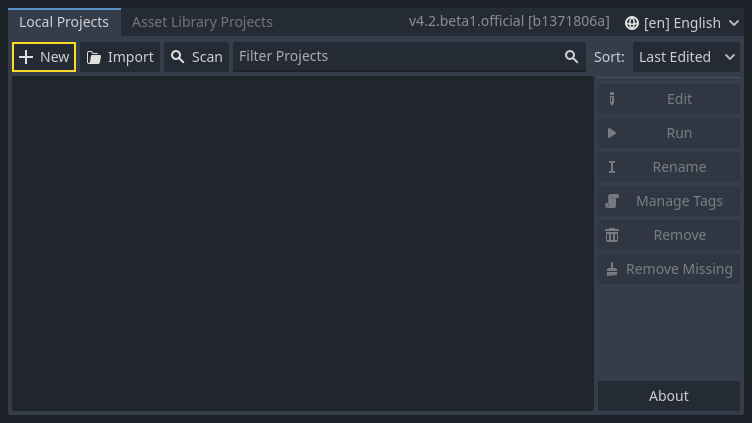 Local Projects Asset Library Projects v4.2.beta1.official [b1371806a] [en] English
New Import Scan Filter Projects Sort: Last Edited
Edit
Run
Rename
Manage Tags
Remove
Remove Missing
About